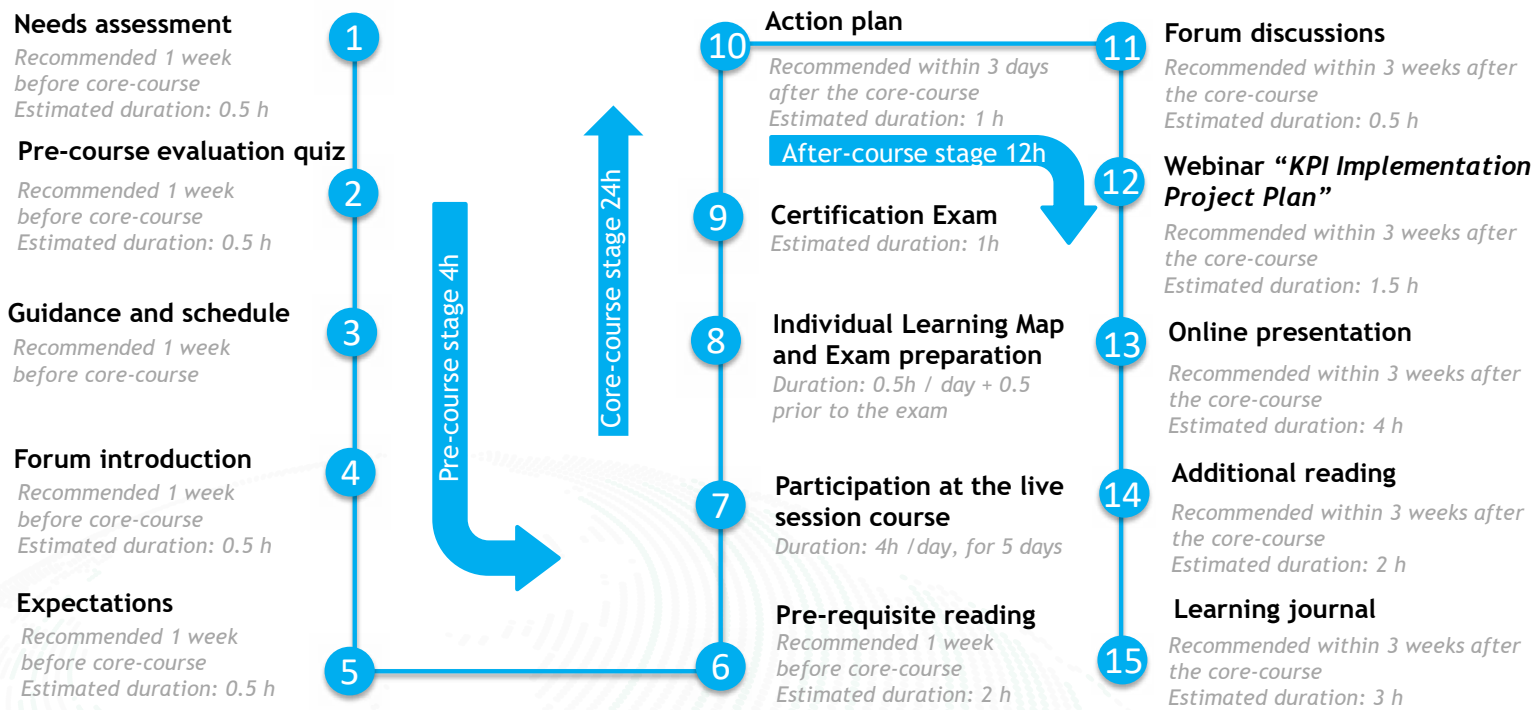 Needs assessment
Recommended 1 week
before core-course
Estimated duration: 0.5 h
1
Pre-course evaluation quiz
Recommended 1 week
before core-course
Estimated duration: 0.5 h
2
Guidance and schedule
Recommended 1 week
before core-course
3
Forum introduction
Recommended 1 week
before core-course
Estimated duration: 0.5 h
4
Expectations
Recommended 1 week
before core-course
Estimated duration: 0.5 h
5
Pre-course stage 4h
Core-course stage 24h
6
Pre-requisite reading
Recommended 1 week
before core-course
Estimated duration: 2 h
7
Participation at the live
session course
Duration: 4h /day, for 5 days
8
Individual Learning Map
and Exam preparation
Duration: 0.5h / day + 0.5
prior to the exam
9
Certification Exam
Estimated duration: 1h
10
Action plan
Recommended within 3 days
after the core-course
Estimated duration: 1 h
After-course stage 12h
11
Forum discussions
Recommended within 3 weeks after
the core-course
Estimated duration: 0.5 h
12
Webinar “KPI Implementation
Project Plan”
Recommended within 3 weeks after
the core-course
Estimated duration: 1.5 h
13
Online presentation
Recommended within 3 weeks after
the core-course
Estimated duration: 4 h
14
Additional reading
Recommended within 3 weeks after
the core-course
Estimated duration: 2 h
15
Learning journal
Recommended within 3 weeks after
the core-course
Estimated duration: 3 h